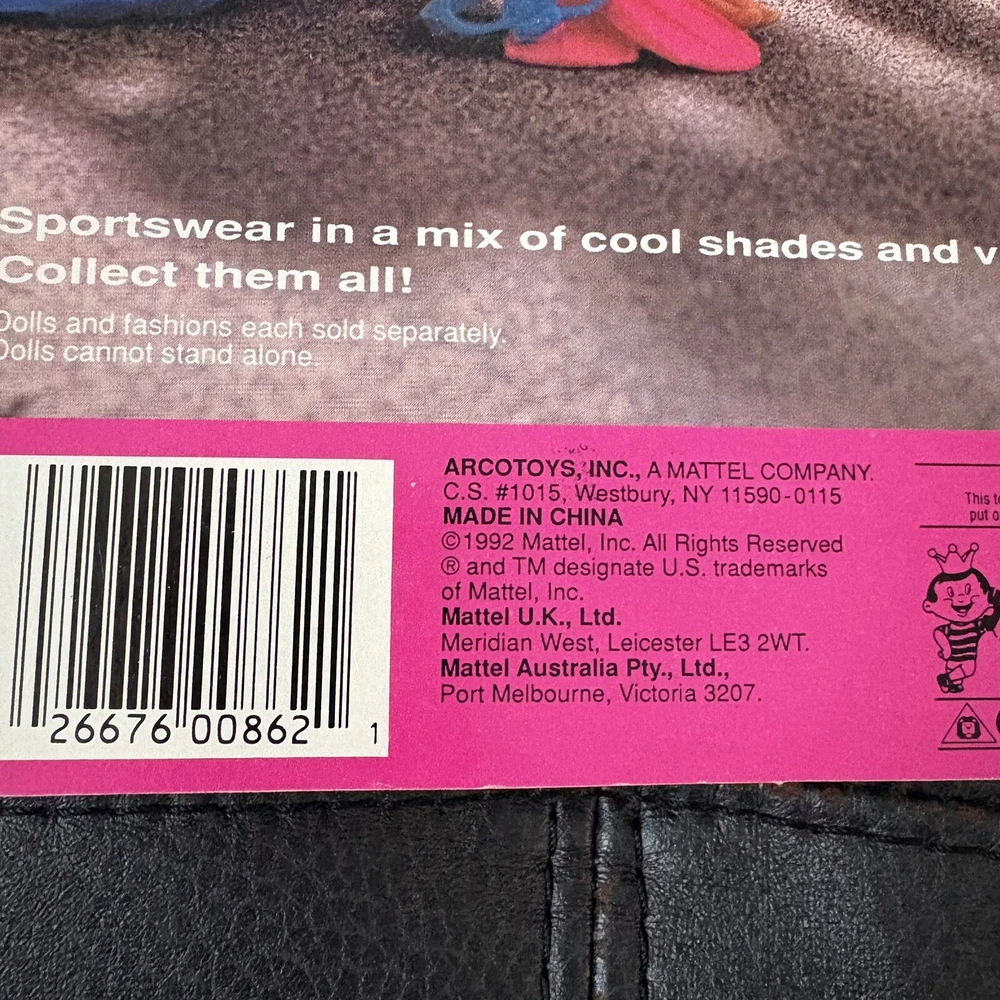 Sportswear in a mix of cool shades and
Collect them all!
Dolls and fashions each sold separately.
Dolls cannot stand alone.
ARCOTOYS, INC., A MATTEL COMPANY.
C.S. #1015, Westbury, NY 11590-0115
MADE IN CHINA
©1992 Mattel, Inc. All Rights Reserved
® and TM designate U.S. trademarks
of Mattel, Inc.
Mattel U.K., Ltd.
Meridian West, Leicester LE3 2WT.
Mattel Australia Pty., Ltd.,
Port Melbourne, Victoria 3207.
26676 00862 1
This
put